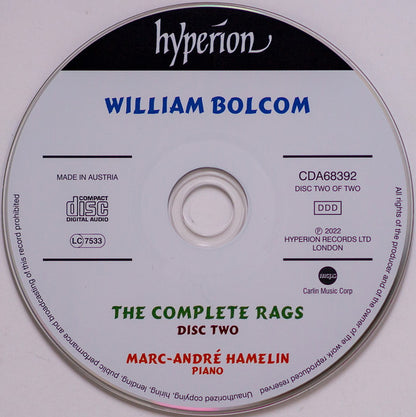 hyperion
WILLIAM BOLCOM
MADE IN AUSTRIA
COMPACT
disc
DIGITAL AUDIO
LC 7533
CDA68392
DISC TWO OF TWO
DDD
Ⓟ 2022
HYPERION RECORDS LTD
LONDON
Carlin Music Corp
THE COMPLETE RAGS
DISC TWO
MARC-ANDRÉ HAMELIN
PIANO
All rights of the producer and of the owner of the work reproduced reserved. Unauthorized copying, hiring, lending, public performance and broadcasting of this record prohibited